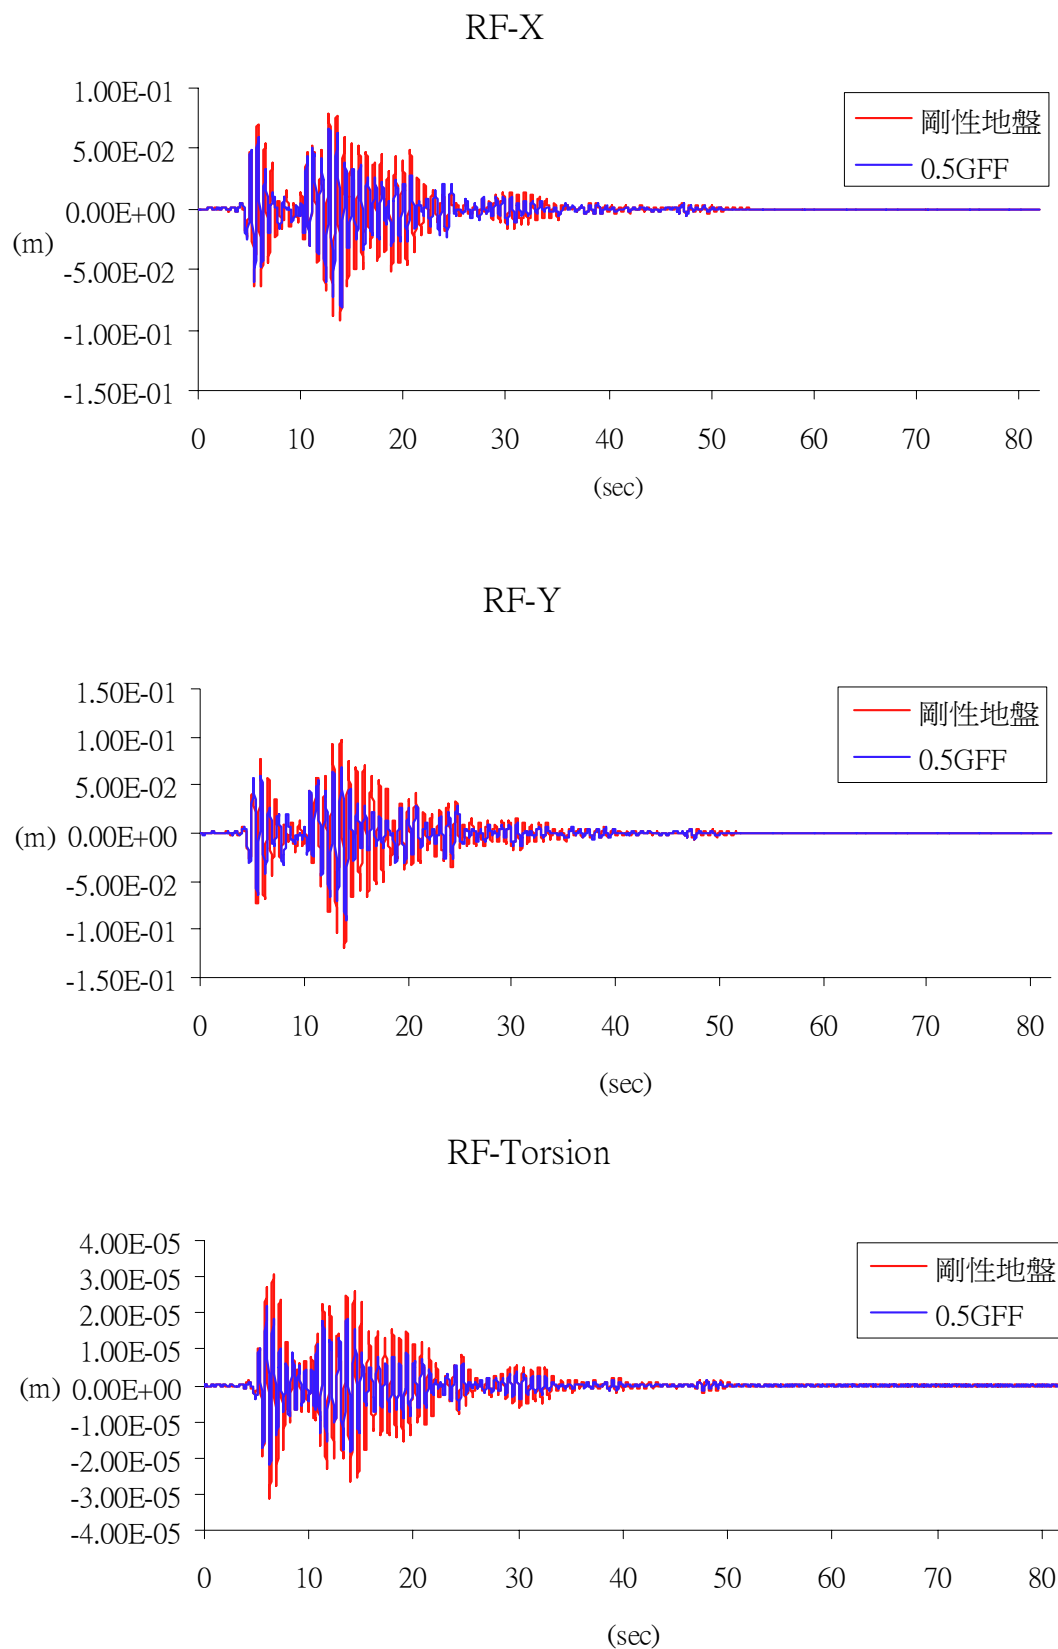 RF-X
1.00E-01
5.00E-02
0.00E+00
-5.00E-02
-1.00E-01
-1.50E-01
(m)
剛性地盤
0.5GFF
0 10 20 30 40 50 60 70 80
(sec)
RF-Y
1.50E-01
1.00E-01
5.00E-02
(m) 0.00E+00
-5.00E-02
-1.00E-01
-1.50E-01
剛性地盤
0.5GFF
0 10 20 30 40 50 60 70 80
(sec)
RF-Torsion
4.00E-05
3.00E-05
2.00E-05
1.00E-05
(m) 0.00E+00
-1.00E-05
-2.00E-05
-3.00E-05
-4.00E-05
剛性地盤
0.5GFF
0 10 20 30 40 50 60 70 80
(sec)